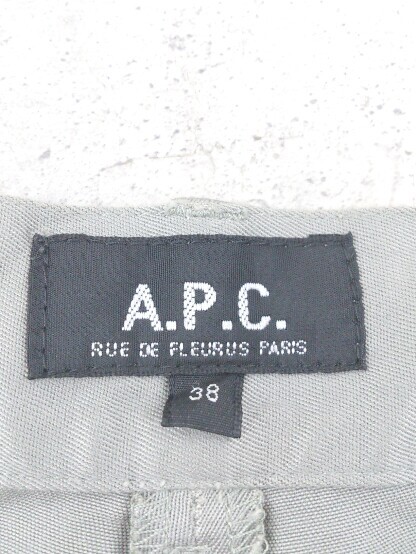 A.P.C.
RUE DE FLEURUS PARIS
38